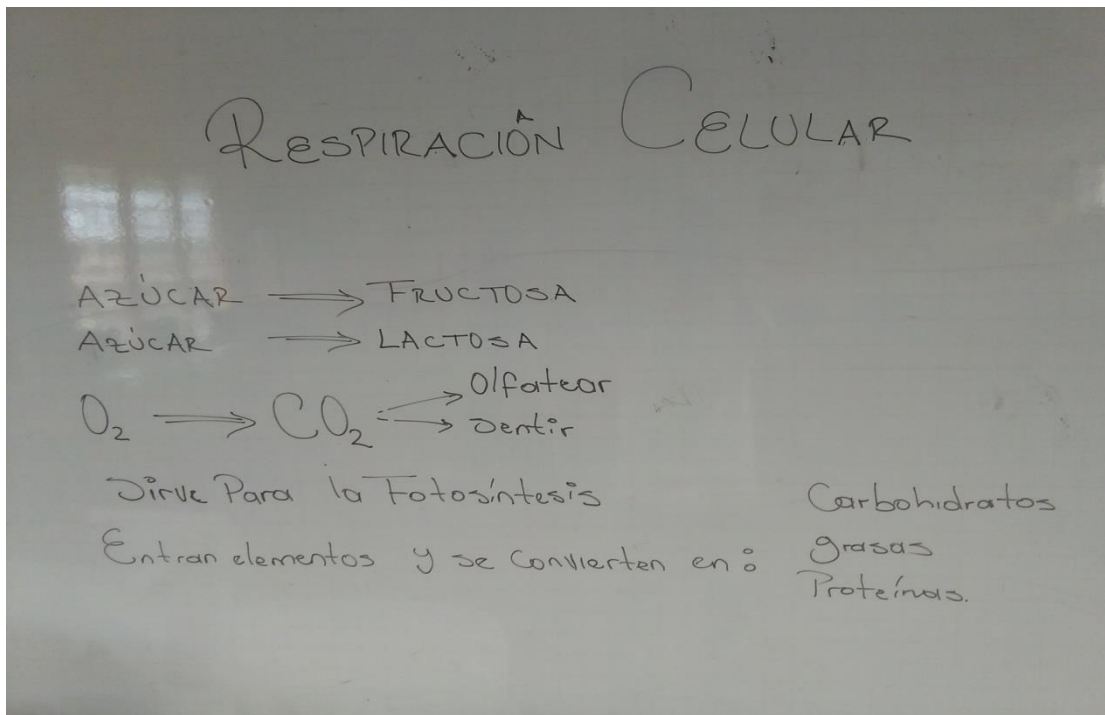 RESPIRACIÓN CELULAR
AZÚCAR → FRUCTOSA
AZÚCAR → LACTOSA
O₂ → CO₂ → Olfatear
→ Sentir
Sirve Para la Fotosíntesis
Entran elementos y se convierten en:
Carbohidratos
grasas
Proteínas.